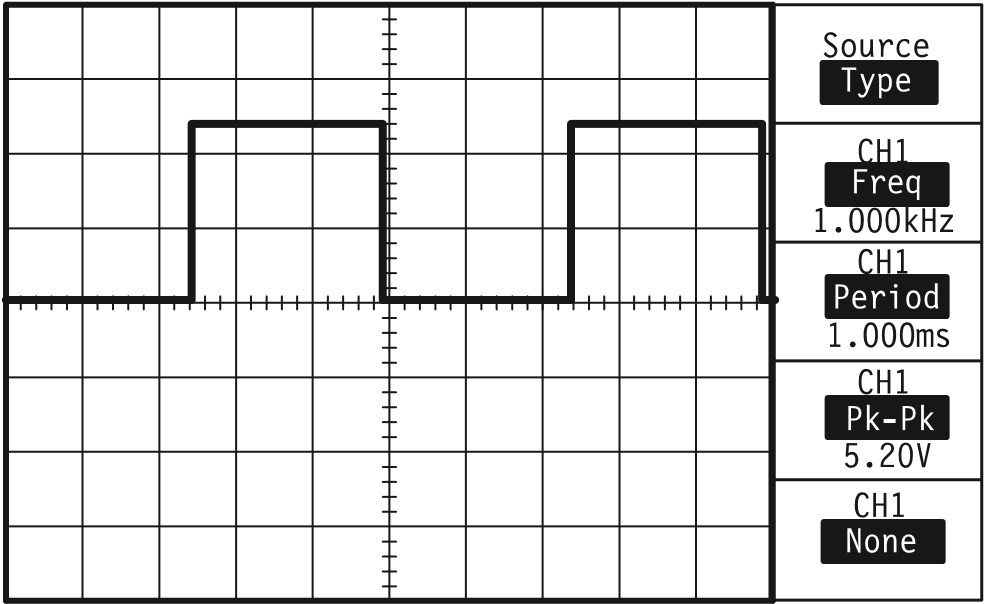 Source
Type
CH1
Freq
1.000kHz
CH1
Period
1.000ms
CH1
Pk-Pk
5.20V
CH1
None